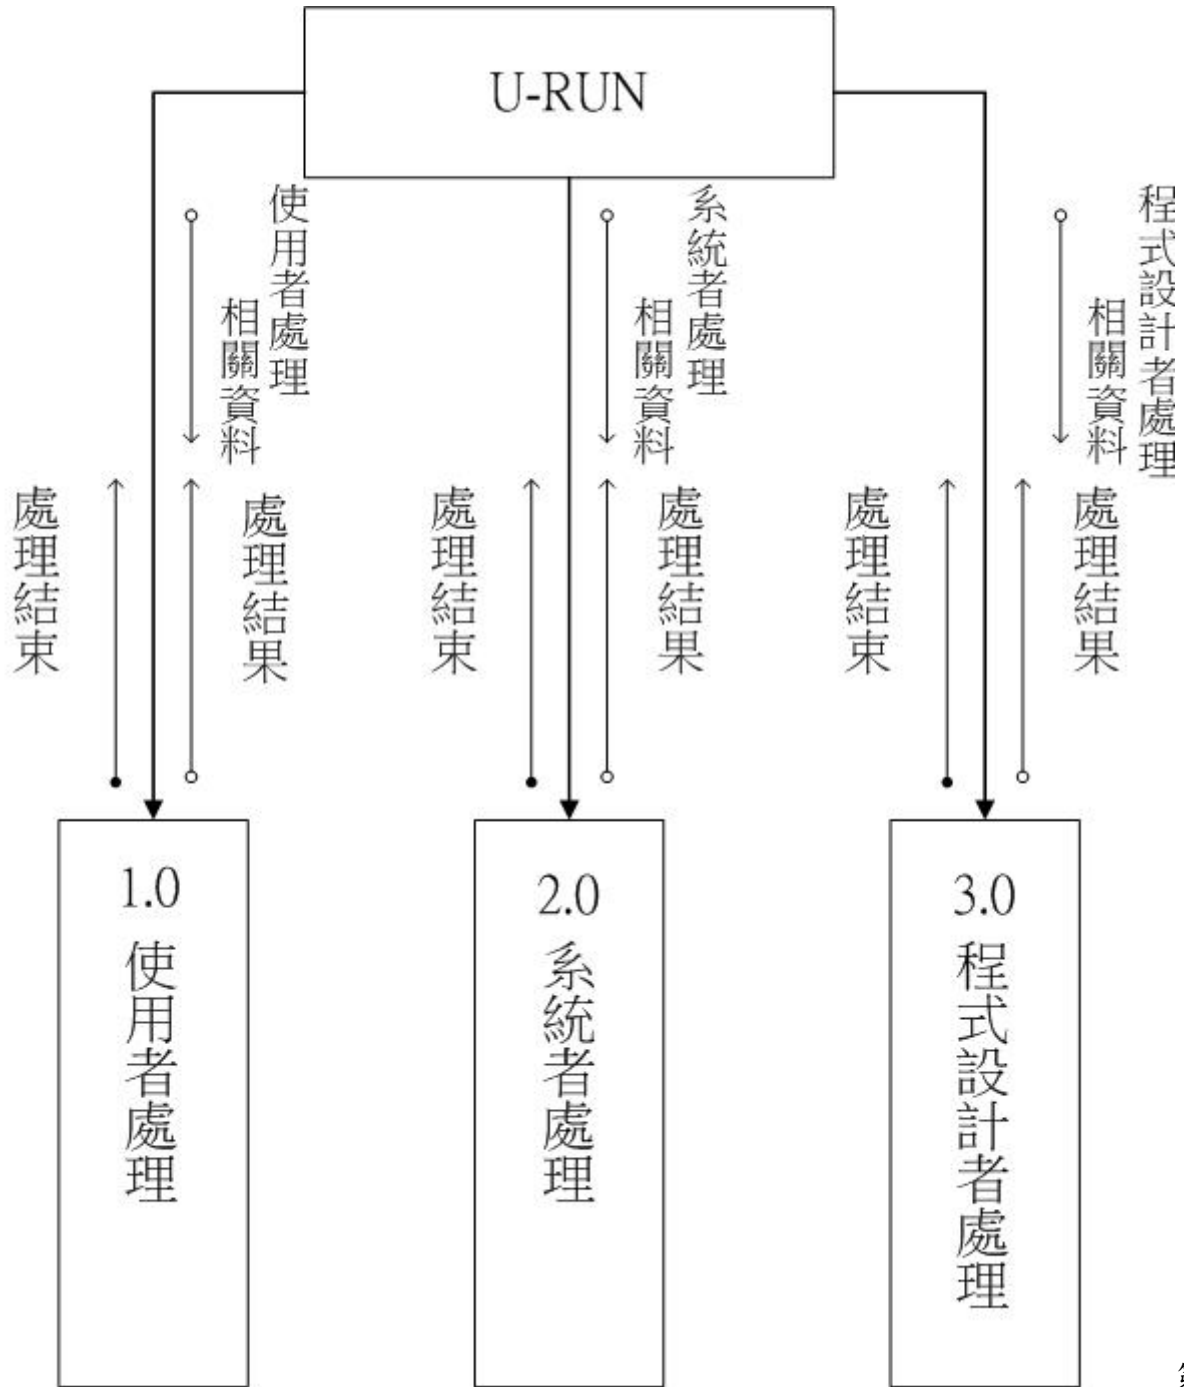 U-RUN
使用者處理
相關資料
系統者處理
相關資料
程式設計者處理
相關資料
處理結束
處理結果
處理結束
處理結果
處理結束
處理結果
1.0
使用者處理
2.0
系統者處理
3.0
程式設計者處理